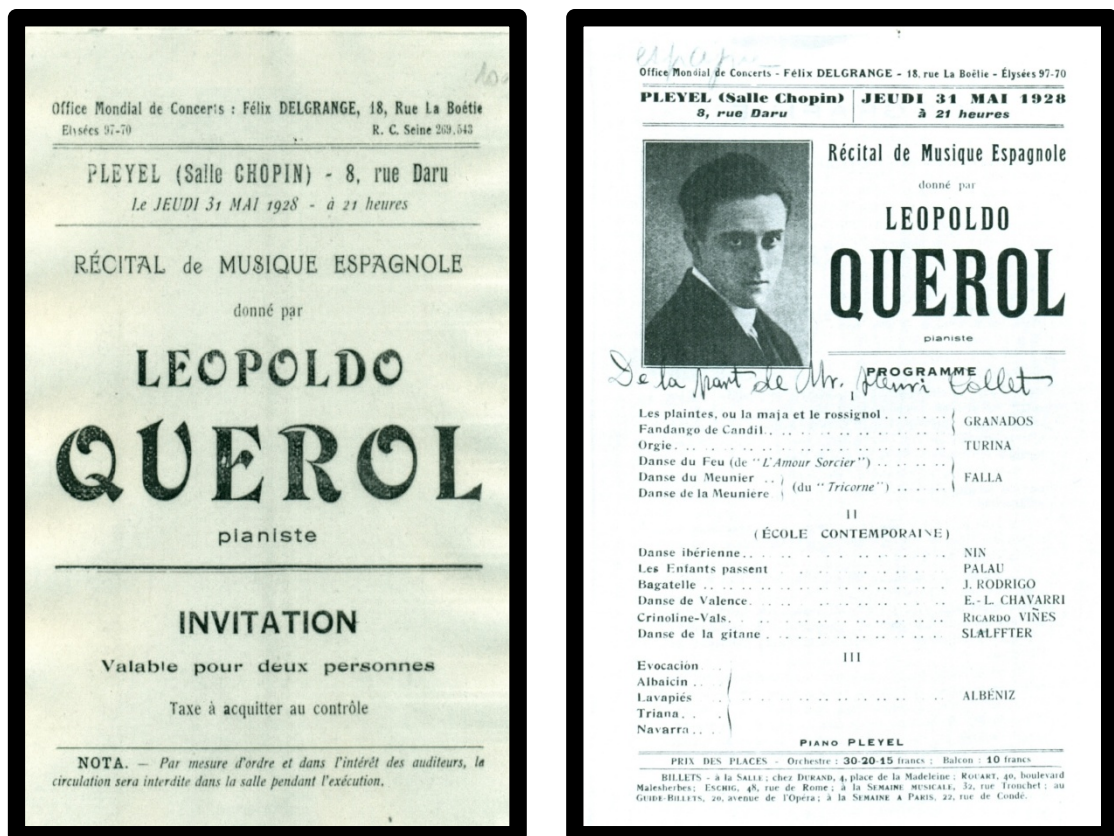 Office Mondial de Concerts : Félix DELGRANGE, 18, Rue La Boétie
Elysées 97-70 R. C. Seine 269.543
PLEYEL (Salle CHOPIN) - 8, rue Daru
Le JEUDI 31 MAI 1928 - à 21 heures
RÉCITAL de MUSIQUE ESPAGNOLE
donné par
LEOPOLDO
QUEROL
pianiste
INVITATION
Valable pour deux personnes
Taxe à acquitter au contrôle
NOTA. — Par mesure d'ordre et dans l'intérêt des auditeurs, la
circulation sera interdite dans la salle pendant l'exécution.
Office Mondial de Concerts - Félix DELGRANGE - 18, rue La Boëlie - Élysées 97-70
PLEYEL (Salle Chopin) JEUDI 31 MAI 1928
8, rue Daru à 21 heures
Récital de Musique Espagnole
donné par
LEOPOLDO
QUEROL
pianiste
PROGRAMME
De la part de Mr. Henri Collet
Les plaintes, ou la maja et le rossignol
Fandango de Candil GRANADOS
Orgie TURINA
Danse du Feu (de "L'Amour Sorcier")
Danse du Meunier
Danse de la Meunière (du "Tricorne") FALLA
II
(ÉCOLE CONTEMPORAINE)
Danse ibérienne NIN
Les Enfants passent PALAU
Bagatelle J. RODRIGO
Danse de Valence E.-L. CHAVARRI
Crinoline-Vals RICARDO VIÑES
Danse de la gitane SLALFFTER
III
Evocación
Albaicin
Lavapiés ALBÉNIZ
Triana
Navarra
PIANO PLEYEL
PRIX DES PLACES - Orchestre : 30-20-15 francs ; Balcon : 10 francs
BILLETS - à la SALLE ; chez DURAND, 4, place de la Madeleine ; ROUART, 40, boulevard
Malesherbes ; ESCHIG, 48, rue de Rome ; à la SEMAINE MUSICALE, 32, rue Tronchet ; au
GUIDE-BILLETS, 20, avenue de l'Opéra ; à la SEMAINE A PARIS, 22, rue de Condé.